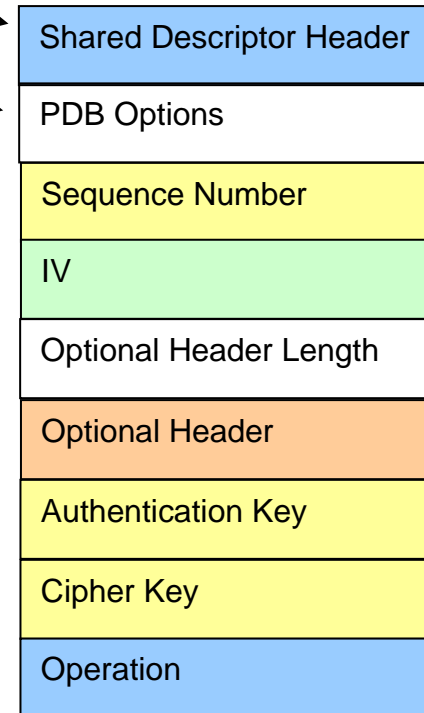 Shared Descriptor Header
PDB Options
Sequence Number
IV
Optional Header Length
Optional Header
Authentication Key
Cipher Key
Operation